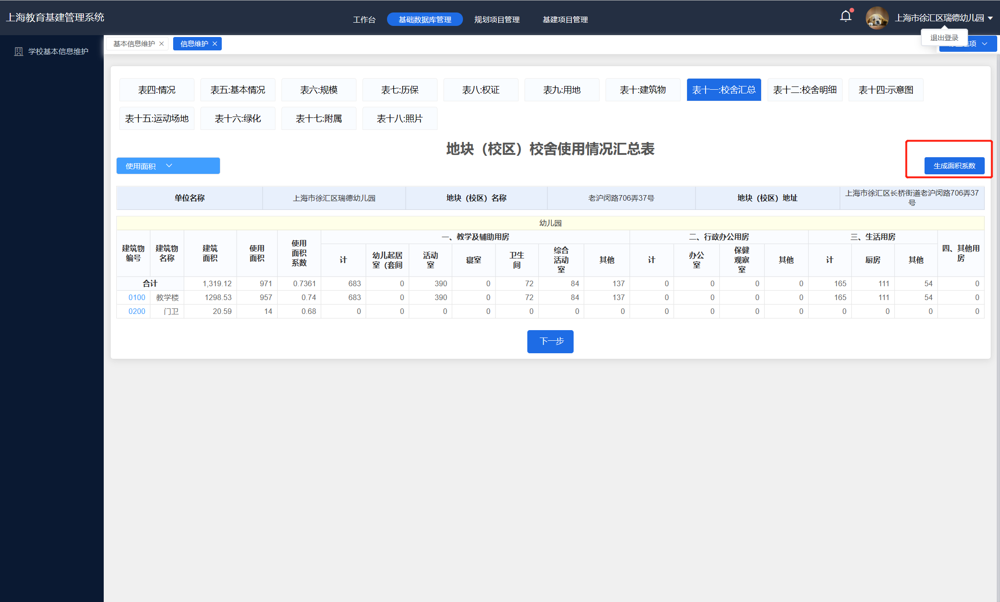 上海教育基建管理系统
工作台 基础数据库管理 规划项目管理 基建项目管理
上海市徐汇区瑞德幼儿园
退出登录
学校基本信息维护
基本信息维护 信息维护
选项
表四:情况 表五:基本情况 表六:规模 表七:历保 表八:权证 表九:用地 表十:建筑物 表十一:校舍汇总 表十二:校舍明细 表十四:示意图
表十五:运动场地 表十六:绿化 表十七:附属 表十八:照片
地块（校区）校舍使用情况汇总表
使用面积
生成面积系数
单位名称 上海市徐汇区瑞德幼儿园 地块（校区）名称 老沪闵路706弄37号 地块（校区）地址 上海市徐汇区长桥街道老沪闵路706弄37
号
幼儿园
建筑物
编号
建筑物
名称
建筑
面积
使用
面积
使用
面积
系数
一、教学及辅助用房 二、行政办公用房 三、生活用房
四、其他用
房
计
幼儿起居
室（套间
活动
室
寝室
卫生
间
综合
活动
室
其他
计
办公
室
保健
观察
室
其他
计
厨房
其他
合计 1,319.12 971 0.7361 683 0 390 0 72 84 137 0 0 0 0 165 111 54 0
0100 教学楼 1298.53 957 0.74 683 0 390 0 72 84 137 0 0 0 0 165 111 54 0
0200 门卫 20.59 14 0.68 0 0 0 0 0 0 0 0 0 0 0 0 0 0 0
下一步